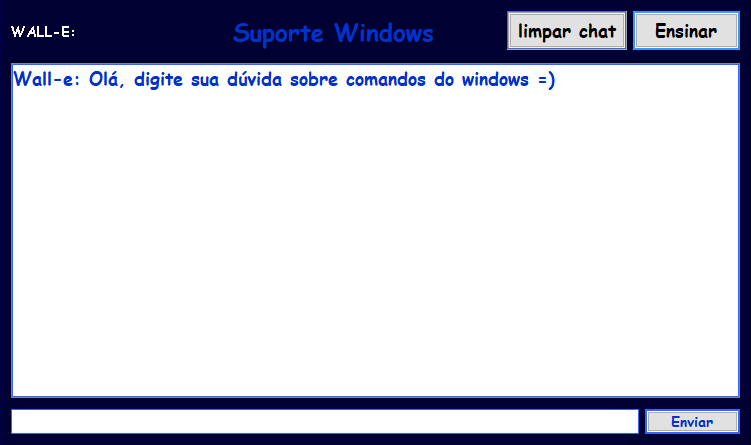 WALL-E:
Suporte Windows
limpar chat
Ensinar
Wall-e: Olá, digite sua dúvida sobre comandos do windows =)
Enviar